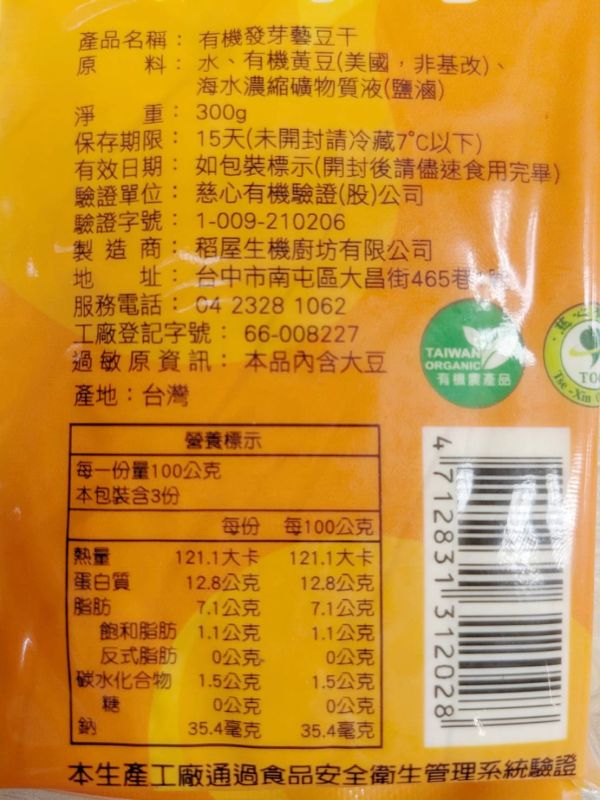 產品名稱：有機發芽藝豆干
原料：水、有機黃豆(美國，非基改)、
海水濃縮礦物質液(鹽滷)
淨重：300g
保存期限：15天(未開封請冷藏7°C以下)
有效日期：如包裝標示(開封後請儘速食用完畢)
驗證單位：慈心有機驗證(股)公司
驗證字號：1-009-210206
製造商：稻屋生機廚坊有限公司
地址：台中市南屯區大昌街465巷
服務電話：04 2328 1062
工廠登記字號：66-008227
過敏原資訊：本品內含大豆
產地：台灣
TAIWAN
ORGANIC
有機農產品
慈心
Tse-Xin
營養標示
每一份量100公克
本包裝含3份
每份 每100公克
熱量 121.1大卡 121.1大卡
蛋白質 12.8公克 12.8公克
脂肪 7.1公克 7.1公克
飽和脂肪 1.1公克 1.1公克
反式脂肪 0公克 0公克
碳水化合物 1.5公克 1.5公克
糖 0公克 0公克
鈉 35.4毫克 35.4毫克
4 712831 312028
本生產工廠通過食品安全衛生管理系統驗證